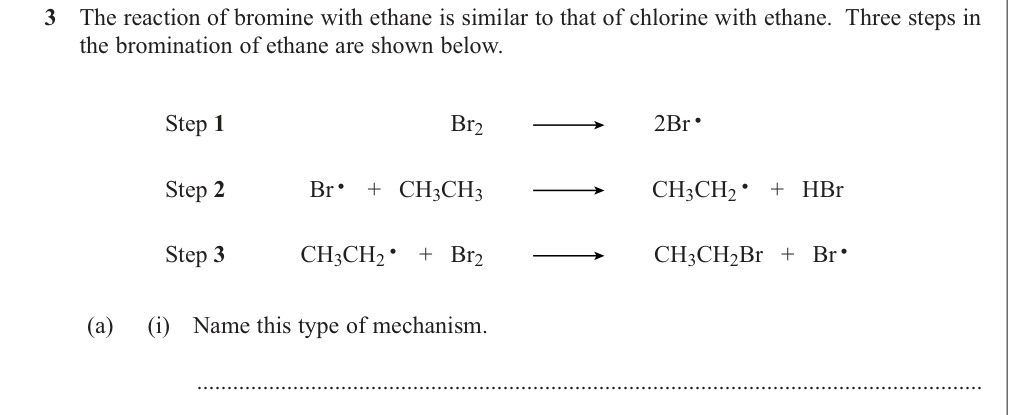 3 The reaction of bromine with ethane is similar to that of chlorine with ethane. Three steps in
the bromination of ethane are shown below.
Step 1 Br₂ ⟶ 2Br•
Step 2 Br• + CH₃CH₃ ⟶ CH₃CH₂• + HBr
Step 3 CH₃CH₂• + Br₂ ⟶ CH₃CH₂Br + Br•
(a) (i) Name this type of mechanism.